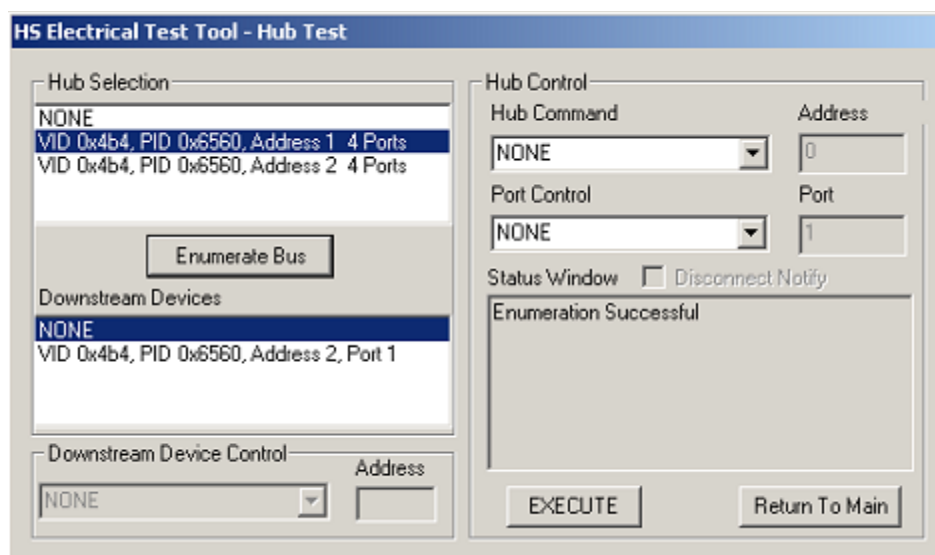 HS Electrical Test Tool - Hub Test
Hub Selection
NONE
VID 0x4b4, PID 0x6560, Address 1 4 Ports
VID 0x4b4, PID 0x6560, Address 2 4 Ports
Enumerate Bus
Downstream Devices
NONE
VID 0x4b4, PID 0x6560, Address 2, Port 1
Downstream Device Control
Address
NONE
Hub Control
Hub Command Address
NONE 0
Port Control Port
NONE 1
Status Window Disconnect Notify
Enumeration Successful
EXECUTE Return To Main